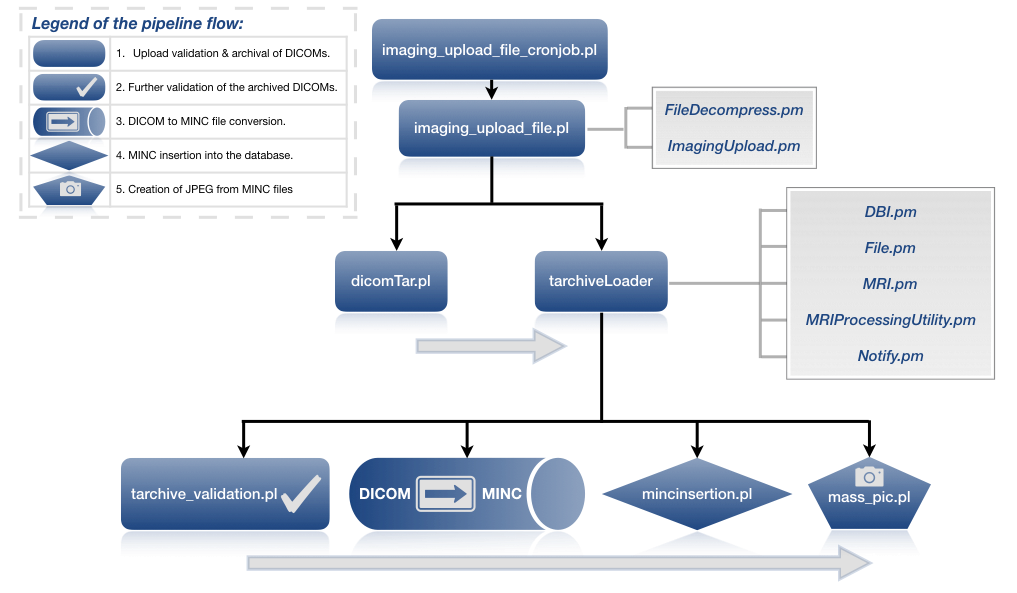 Legend of the pipeline flow:
1. Upload validation & archival of DICOMs.
2. Further validation of the archived DICOMs.
3. DICOM to MINC file conversion.
4. MINC insertion into the database.
5. Creation of JPEG from MINC files
imaging_upload_file_cronjob.pl
imaging_upload_file.pl
FileDecompress.pm
ImagingUpload.pm
dicomTar.pl
tarchiveLoader
DBI.pm
File.pm
MRI.pm
MRIProcessingUtility.pm
Notify.pm
tarchive_validation.pl
DICOM MINC
mincinsertion.pl
mass_pic.pl